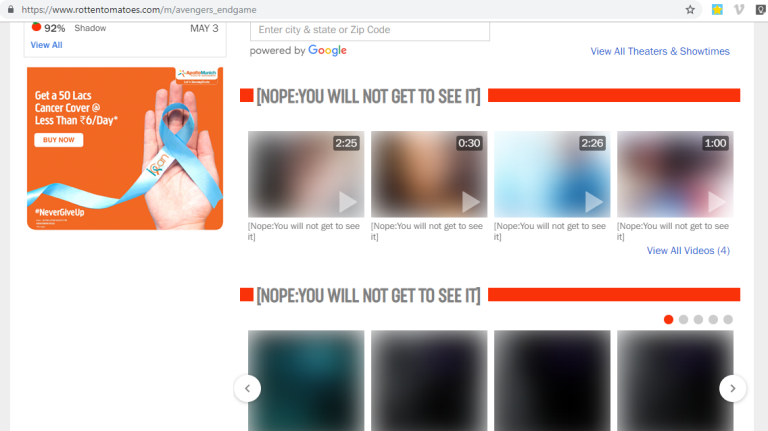 https://www.rottentomatoes.com/m/avengers_endgame
92% Shadow MAY 3
View All
Enter city & state or Zip Code
powered by Google
View All Theaters & Showtimes
ApolloMunich
Get a 50 Lacs
Cancer Cover @
Less Than ₹6/Day*
BUY NOW
#NeverGiveUp
[NOPE:YOU WILL NOT GET TO SEE IT]
2:25
0:30
2:26
1:00
[Nope:You will not get to see
it]
[Nope:You will not get to see
it]
[Nope:You will not get to see
it]
[Nope:You will not get to see
it]
View All Videos (4)
[NOPE:YOU WILL NOT GET TO SEE IT]